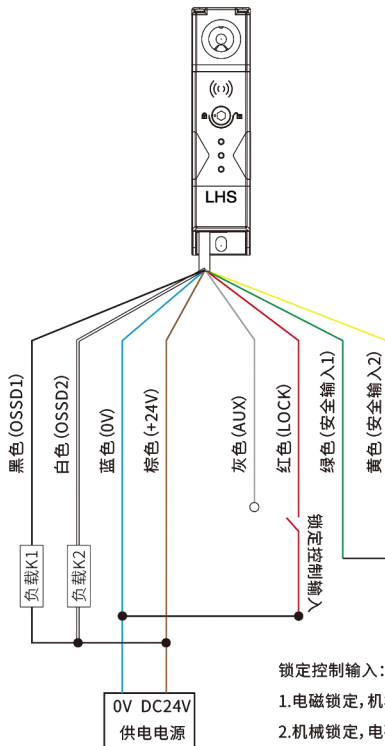 LHS
黑色(OSSD1)
白色(OSSD2)
蓝色(0V)
棕色(+24V)
灰色(AUX)
红色(LOCK)
绿色(安全输入1)
黄色(安全输入2)
负载K1
负载K2
锁定控制输入
0V DC24V
供电电源
锁定控制输入:
1.电磁锁定,机
2.机械锁定,电